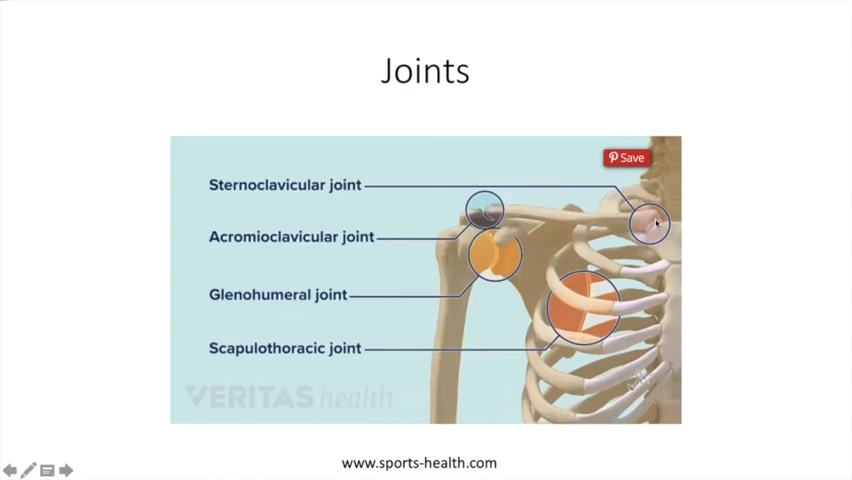 Joints
Save
Sternoclavicular joint
Acromioclavicular joint
Glenohumeral joint
Scapulothoracic joint
VERITAS health
www.sports-health.com